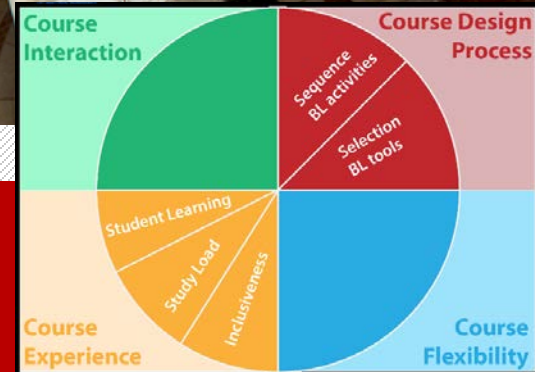 Course
Interaction
Course Design
Process
Sequence
BL activities
Selection
BL tools
Student Learning
Study Load
Inclusiveness
Course
Experience
Course
Flexibility